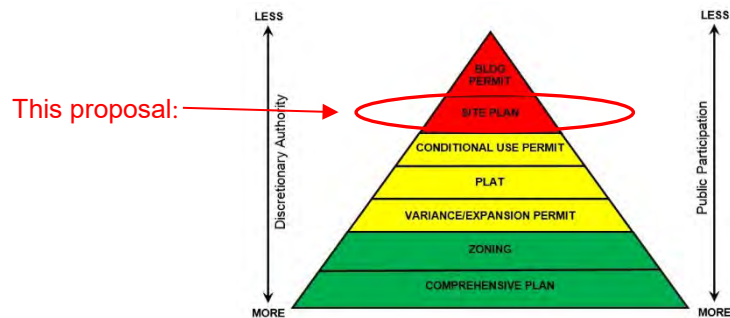 LESS
LESS
BLDG
PERMIT
This proposal:
SITE PLAN
CONDITIONAL USE PERMIT
PLAT
VARIANCE/EXPANSION PERMIT
ZONING
COMPREHENSIVE PLAN
Discretionary Authority
Public Participation
MORE
MORE